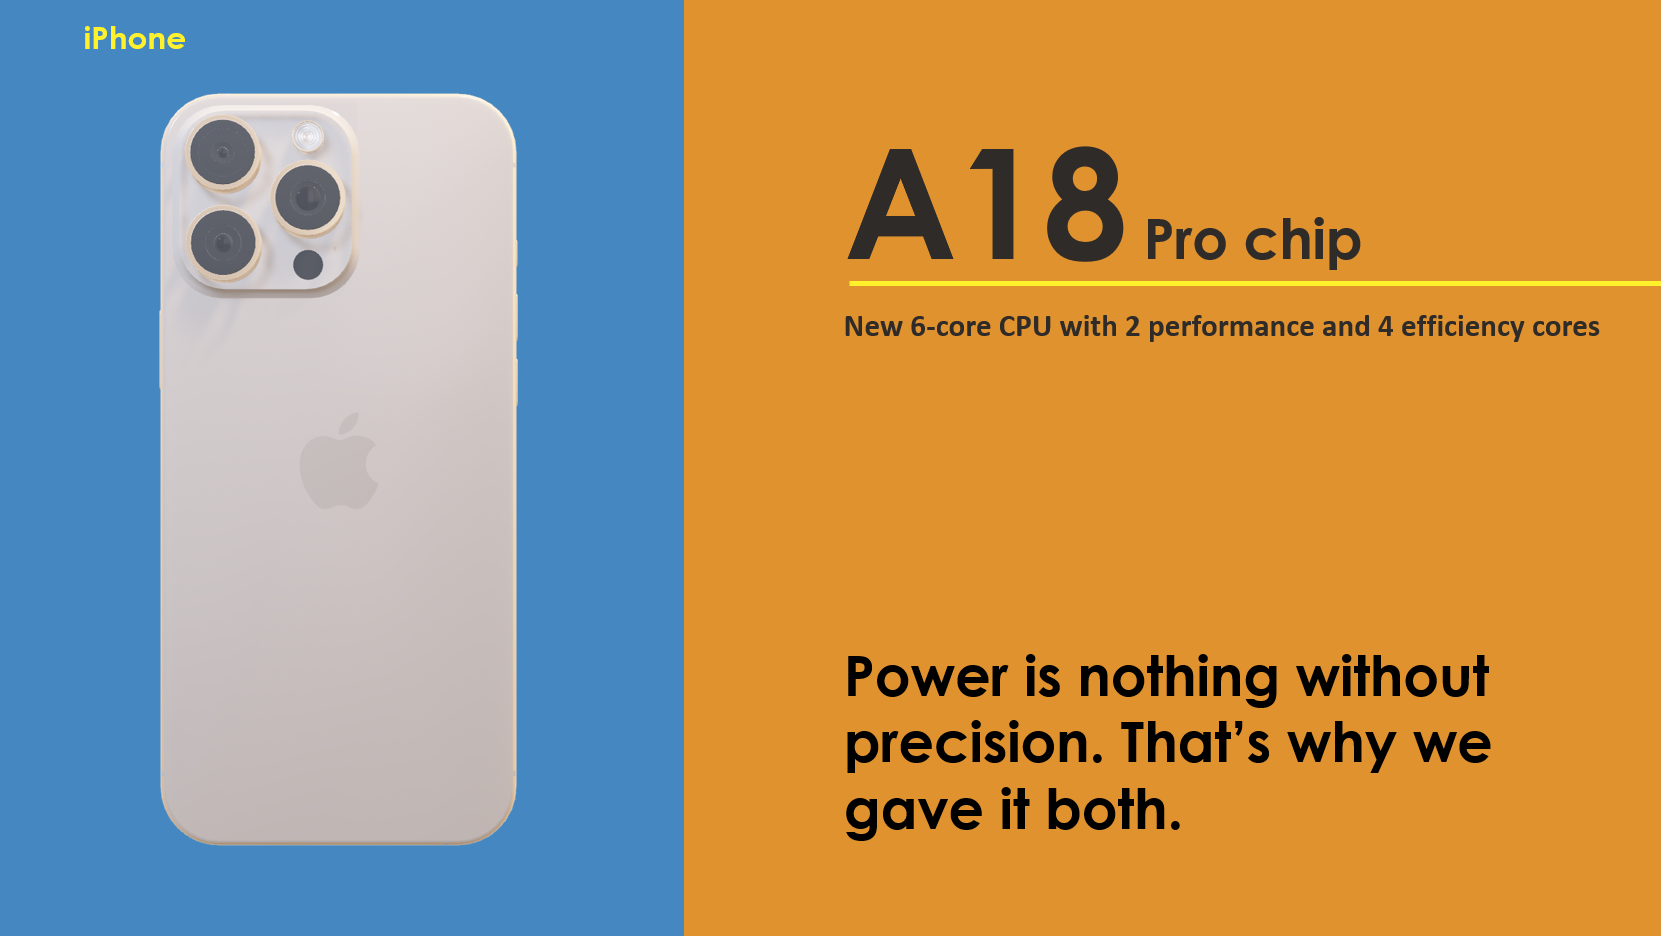 iPhone
A18 Pro chip
New 6-core CPU with 2 performance and 4 efficiency cores
Power is nothing without
precision. That’s why we
gave it both.